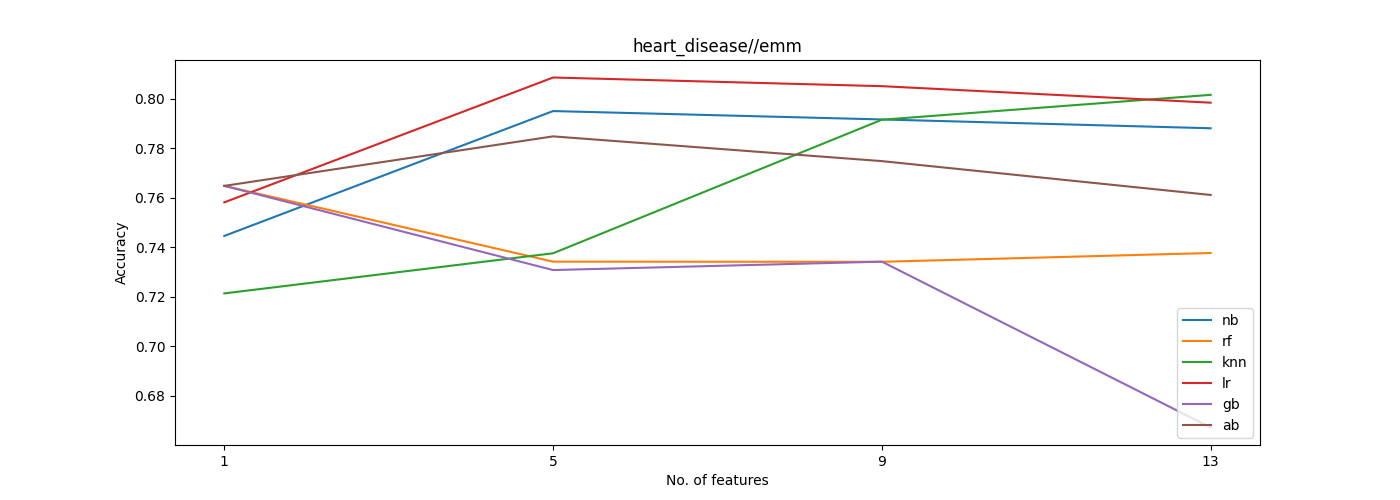 heart_disease//emm
Accuracy
0.80
0.78
0.76
0.74
0.72
0.70
0.68
1
5
9
13
No. of features
nb
rf
knn
lr
gb
ab